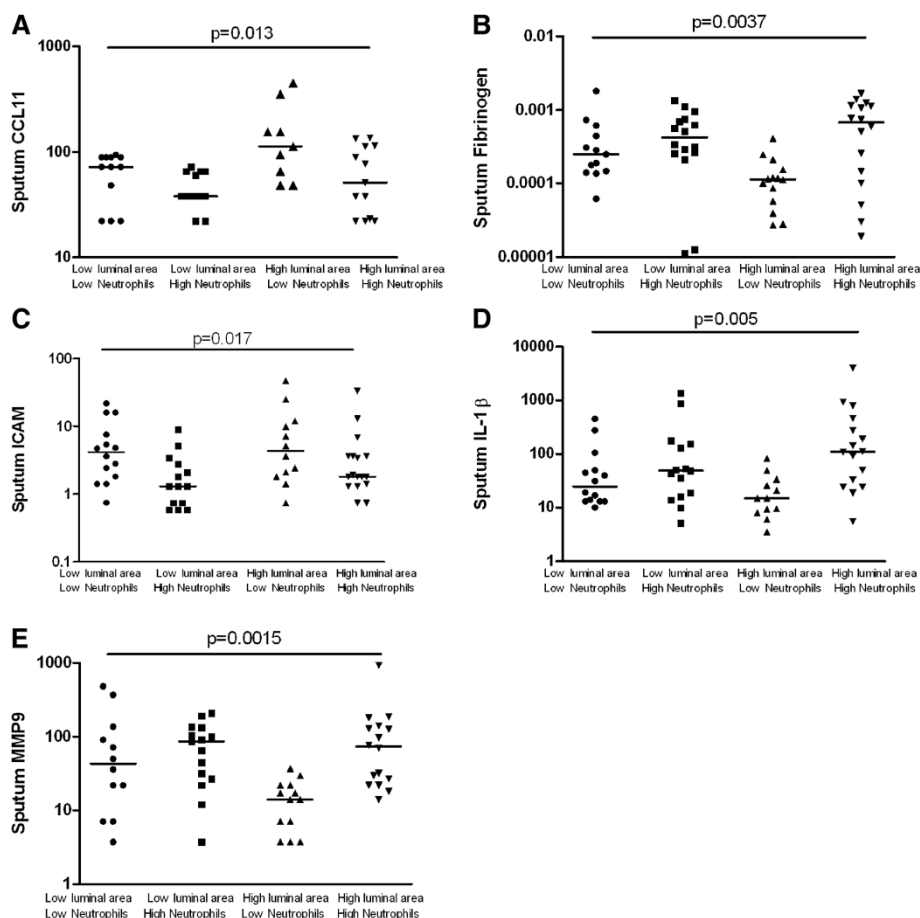 A
p=0.013
Sputum CCL11
1000
100
10
Low luminal area Low luminal area High luminal area High luminal area
Low Neutrophils High Neutrophils Low Neutrophils High Neutrophils
B
p=0.0037
Sputum Fibrinogen
0.01
0.001
0.0001
0.00001
Low luminal area Low luminal area High luminal area High luminal area
Low Neutrophils High Neutrophils Low Neutrophils High Neutrophils
C
p=0.017
Sputum ICAM
100
10
1
0.1
Low luminal area Low luminal area High luminal area High luminal area
Low Neutrophils High Neutrophils Low Neutrophils High Neutrophils
D
p=0.005
Sputum IL-1β
10000
1000
100
10
1
Low luminal area Low luminal area High luminal area High luminal area
Low Neutrophils High Neutrophils Low Neutrophils High Neutrophils
E
p=0.0015
Sputum MMP9
1000
100
10
1
Low luminal area Low luminal area High luminal area High luminal area
Low Neutrophils High Neutrophils Low Neutrophils High Neutrophils